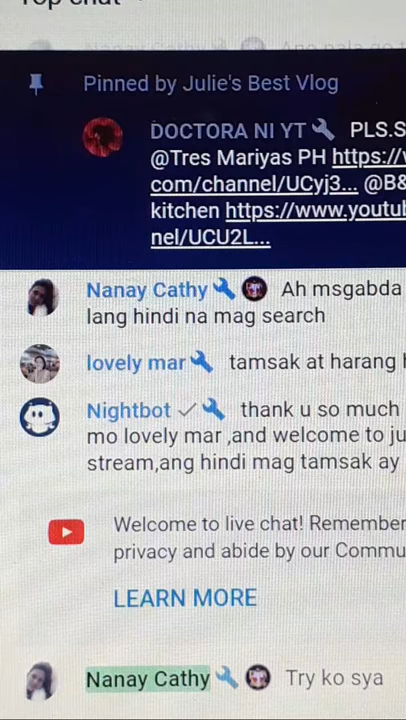 Top chat
Pinned by Julie's Best Vlog
DOCTORA NI YT PLS.S
@Tres Mariyas PH https://
com/channel/UCyj3... @B&
kitchen https://www.youtub
nel/UCU2L...
Nanay Cathy Ah msgabda
lang hindi na mag search
lovely mar tamsak at harang
Nightbot thank u so much
mo lovely mar ,and welcome to ju
stream,ang hindi mag tamsak ay
Welcome to live chat! Remember
privacy and abide by our Commu
LEARN MORE
Nanay Cathy Try ko sya